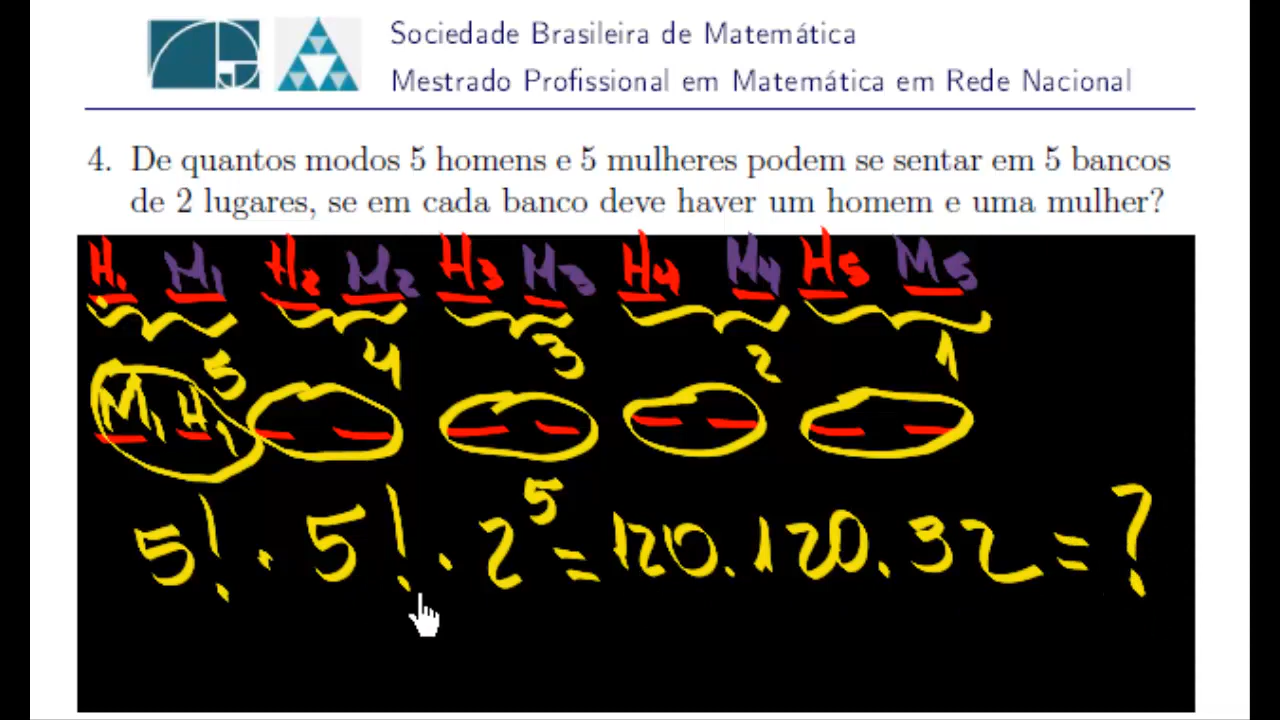 Sociedade Brasileira de Matemática
Mestrado Profissional em Matemática em Rede Nacional
4. De quantos modos 5 homens e 5 mulheres podem se sentar em 5 bancos
de 2 lugares, se em cada banco deve haver um homem e uma mulher?
H1 M1 H2 M2 H3 M3 H4 M4 H5 M5
5 4 3 2 1
M1 H1
5! . 5! . 2^5 = 120.120.32 = ?